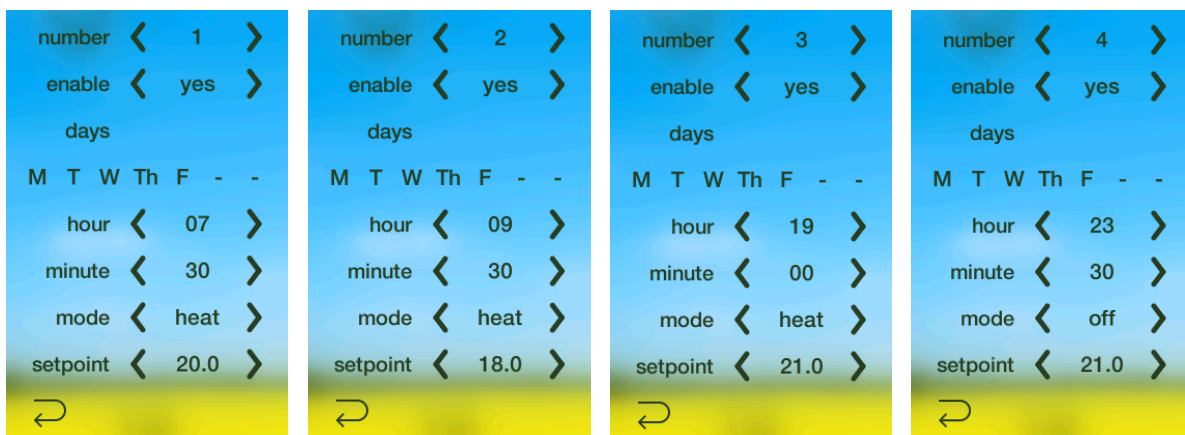 number 1
enable yes
days
M T W Th F - -
hour 07
minute 30
mode heat
setpoint 20.0
number 2
enable yes
days
M T W Th F - -
hour 09
minute 30
mode heat
setpoint 18.0
number 3
enable yes
days
M T W Th F - -
hour 19
minute 00
mode heat
setpoint 21.0
number 4
enable yes
days
M T W Th F - -
hour 23
minute 30
mode off
setpoint 21.0